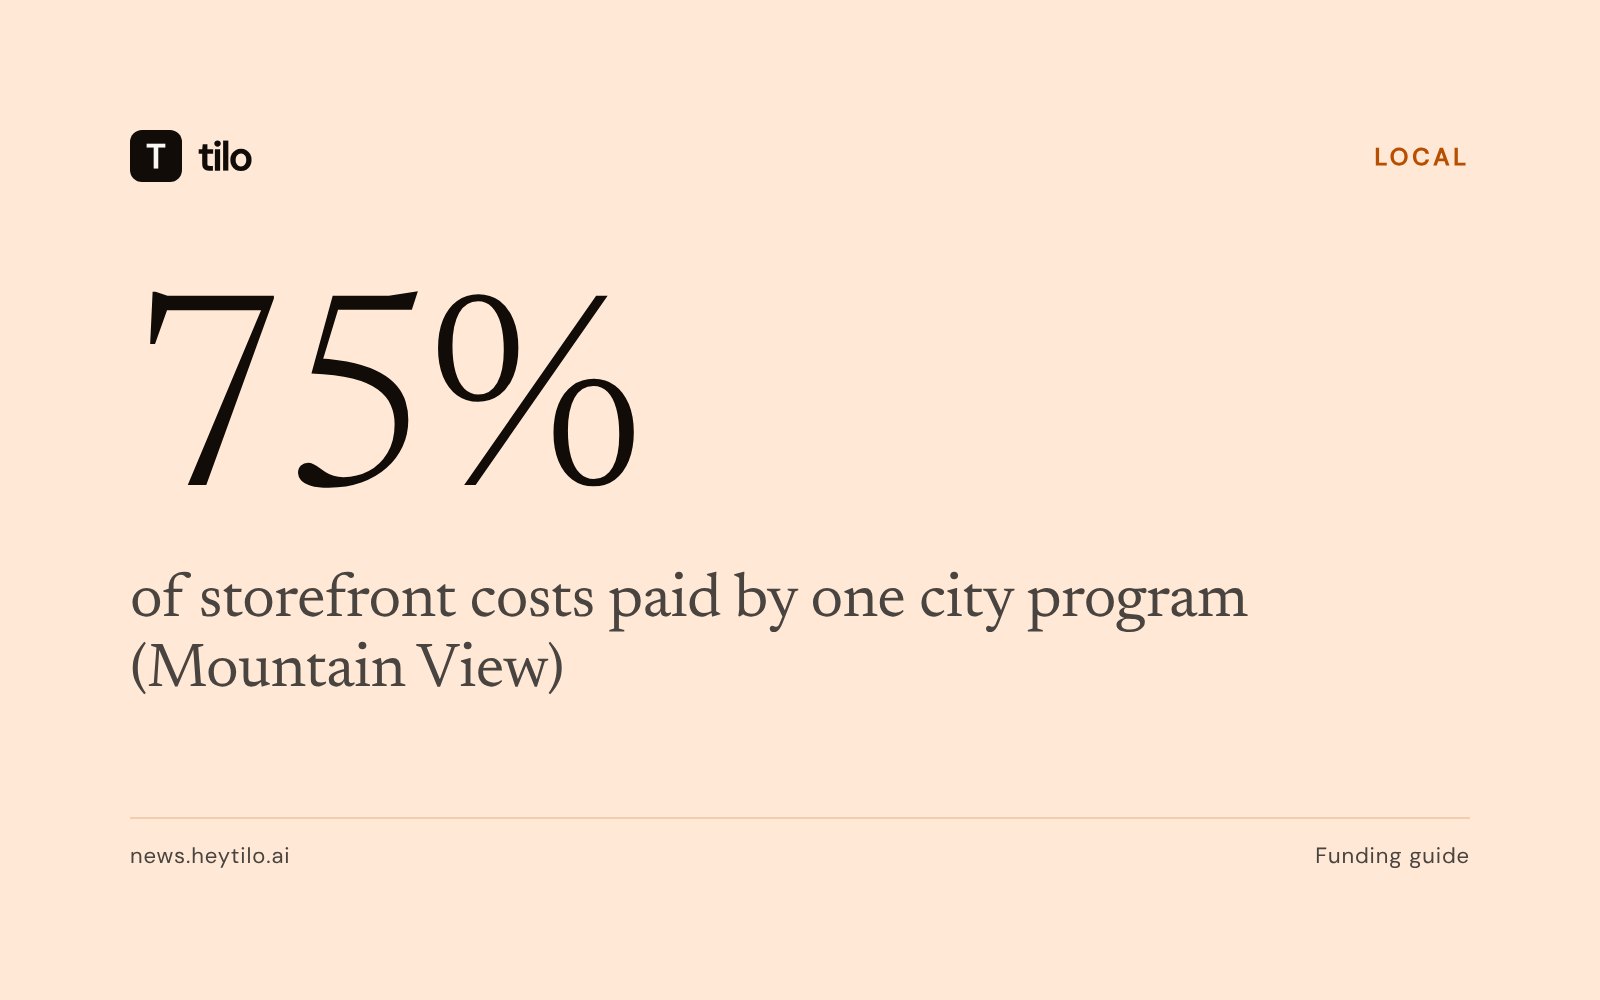 T tilo
LOCAL
75%
of storefront costs paid by one city program
(Mountain View)
news.heytilo.ai
Funding guide